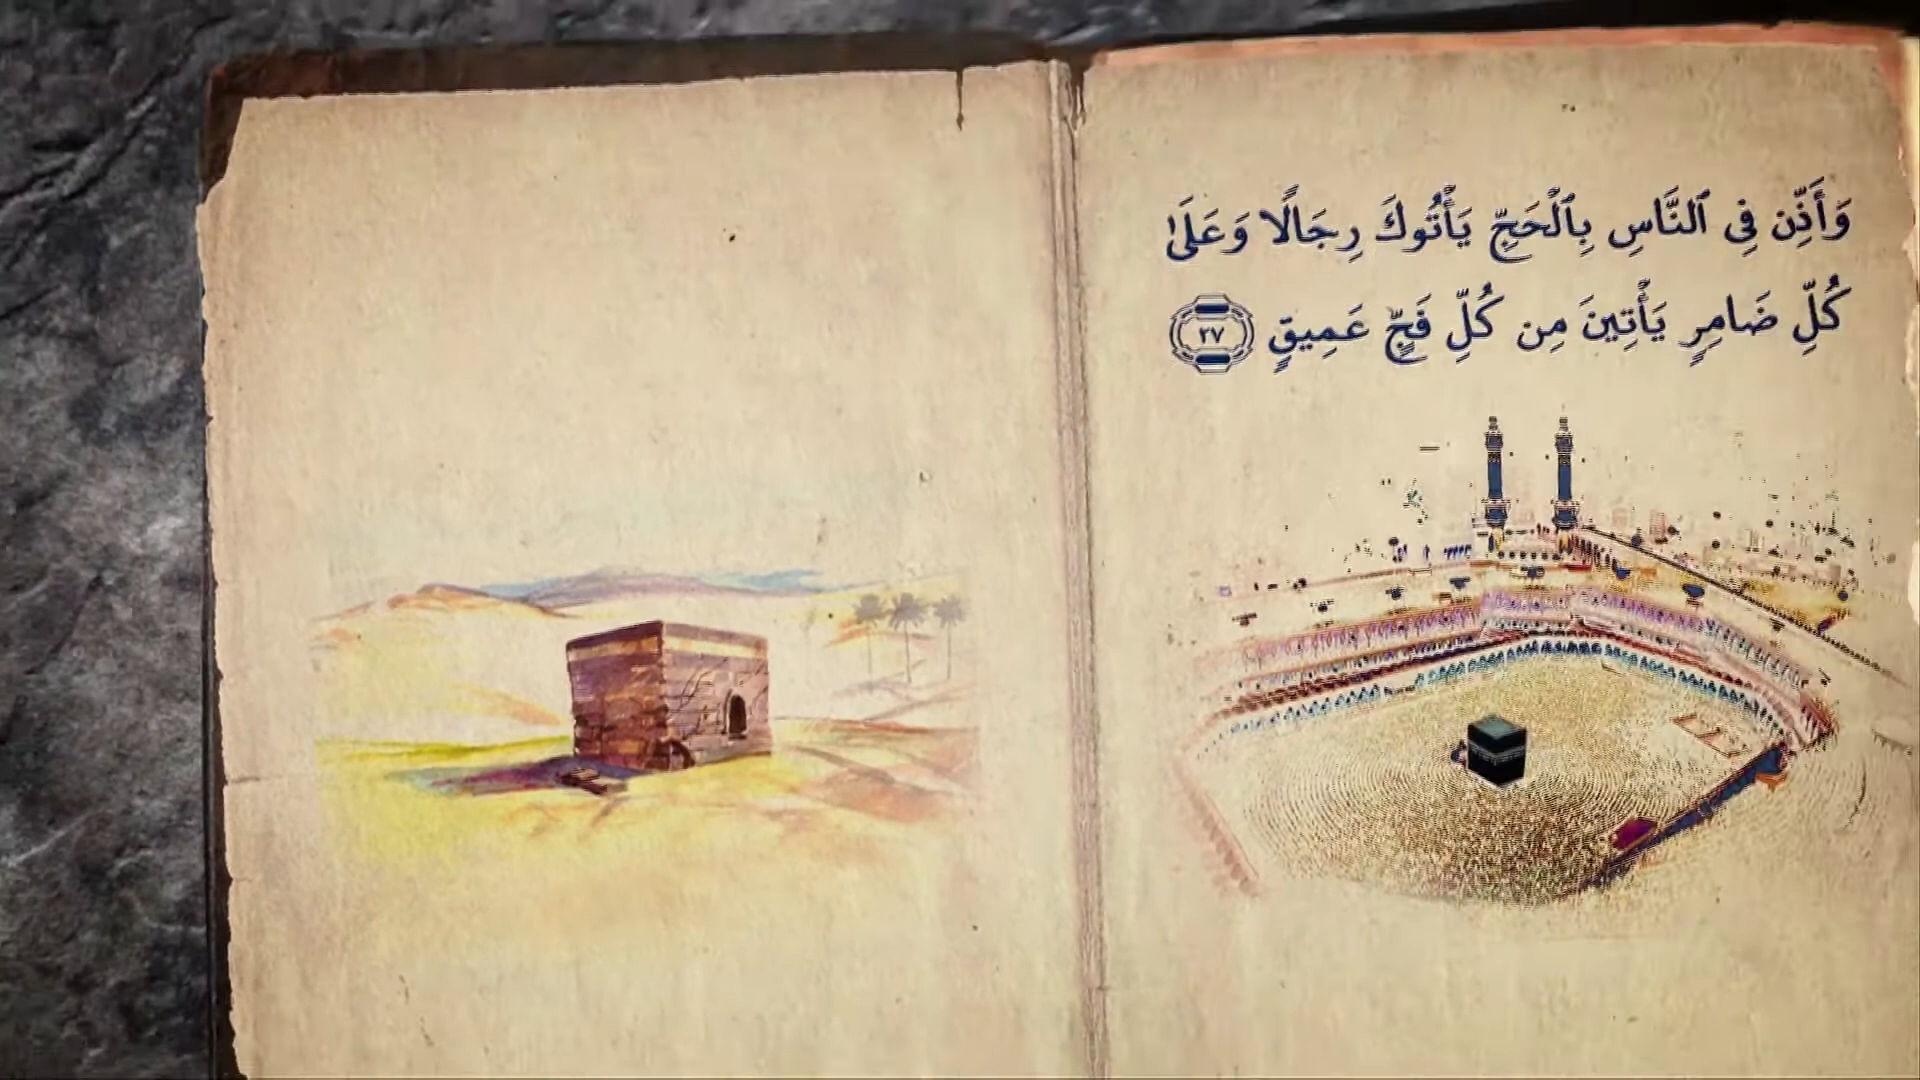 وَأَذِّن فِي ٱلنَّاسِ بِٱلْحَجِّ يَأْتُوكَ رِجَالًا وَعَلَىٰ
كُلِّ ضَامِرٍ يَأْتِينَ مِن كُلِّ فَجٍّ عَمِيقٍ ٢٧